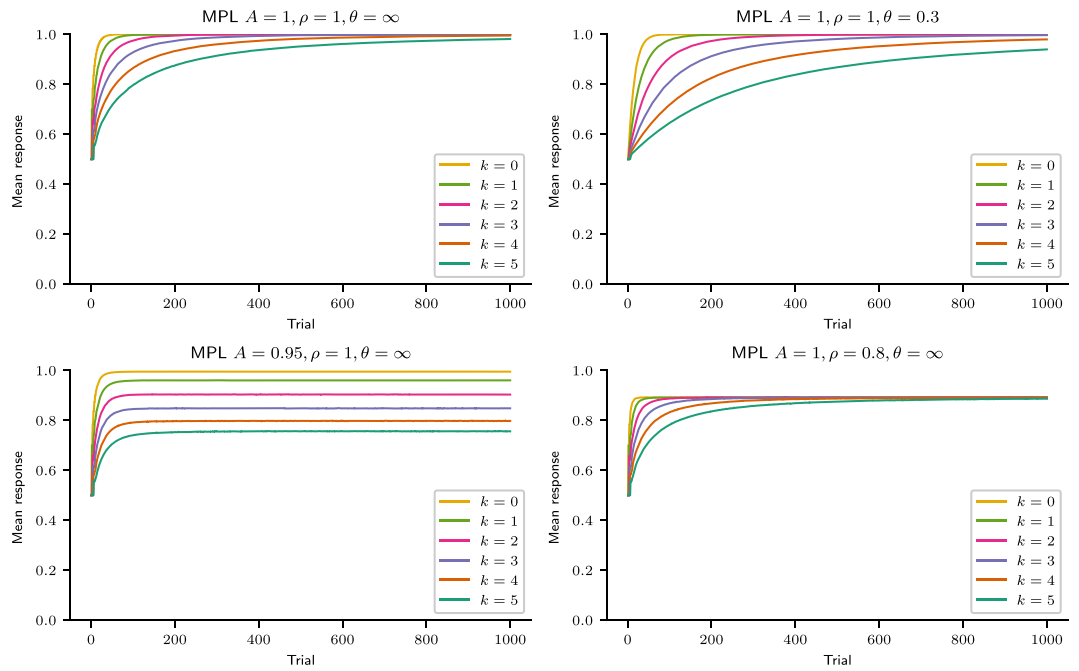 MPL A = 1, ρ = 1, θ = ∞
1.0
0.8
0.6
0.4
0.2
0.0
Mean response
0
200
400
600
800
1000
Trial
k = 0
k = 1
k = 2
k = 3
k = 4
k = 5
MPL A = 1, ρ = 1, θ = 0.3
1.0
0.8
0.6
0.4
0.2
0.0
Mean response
0
200
400
600
800
1000
Trial
k = 0
k = 1
k = 2
k = 3
k = 4
k = 5
MPL A = 0.95, ρ = 1, θ = ∞
1.0
0.8
0.6
0.4
0.2
0.0
Mean response
0
200
400
600
800
1000
Trial
k = 0
k = 1
k = 2
k = 3
k = 4
k = 5
MPL A = 1, ρ = 0.8, θ = ∞
1.0
0.8
0.6
0.4
0.2
0.0
Mean response
0
200
400
600
800
1000
Trial
k = 0
k = 1
k = 2
k = 3
k = 4
k = 5